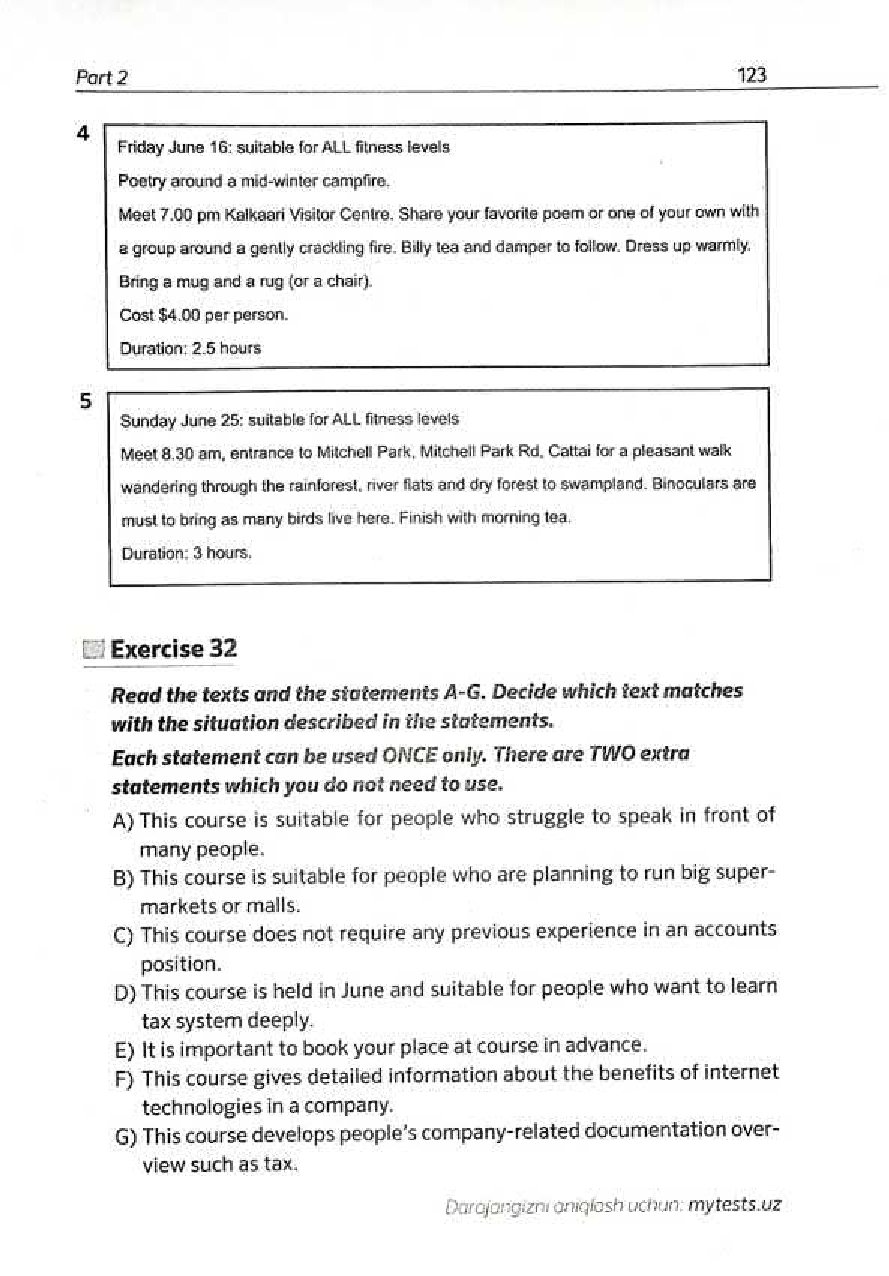 Part 2
123
4
Friday June 16: suitable for ALL fitness levels
Poetry around a mid-winter campfire.
Meet 7.00 pm Kalkaari Visitor Centre. Share your favorite poem or one of your own with
a group around a gently crackling fire. Billy tea and damper to follow. Dress up warmly.
Bring a mug and a rug (or a chair).
Cost $4.00 per person.
Duration: 2.5 hours
5
Sunday June 25: suitable for ALL fitness levels
Meet 8.30 am, entrance to Mitchell Park, Mitchell Park Rd, Cattai for a pleasant walk
wandering through the rainforest, river flats and dry forest to swampland. Binoculars are
must to bring as many birds live here. Finish with morning tea.
Duration: 3 hours.
Exercise 32
Read the texts and the statements A-G. Decide which text matches
with the situation described in the statements.
Each statement can be used ONCE only. There are TWO extra
statements which you do not need to use.
A) This course is suitable for people who struggle to speak in front of
many people.
B) This course is suitable for people who are planning to run big super-
markets or malls.
C) This course does not require any previous experience in an accounts
position.
D) This course is held in June and suitable for people who want to learn
tax system deeply.
E) It is important to book your place at course in advance.
F) This course gives detailed information about the benefits of internet
technologies in a company.
G) This course develops people's company-related documentation over-
view such as tax.
Darajangizni aniqlash uchun: mytests.uz